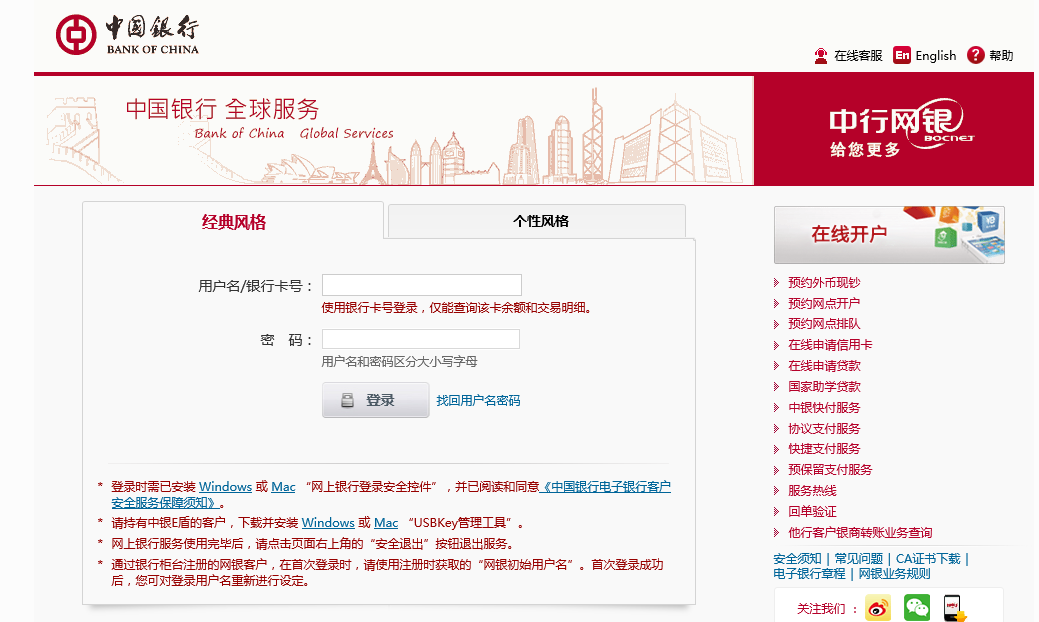 中国银行
BANK OF CHINA
在线客服 En English ? 帮助
中国银行 全球服务
Bank of China Global Services
中行网银
BOCNET
给您更多
经典风格
个性风格
用户名/银行卡号：
使用银行卡号登录，仅能查询该卡余额和交易明细。
密 码：
用户名和密码区分大小写字母
登录 找回用户名密码
* 登录时需已安装 Windows 或 Mac “网上银行登录安全控件”，并已阅读和同意《中国银行电子银行客户
安全服务保障须知》。
* 请持有中银E盾的客户，下载并安装 Windows 或 Mac “USBKey管理工具”。
* 网上银行服务使用完毕后，请点击页面右上角的“安全退出”按钮退出服务。
* 通过银行柜台注册的网银客户，在首次登录时，请使用注册时获取的“网银初始用户名”。首次登录成功
后，您可对登录用户名重新进行设定。
在线开户
预约外币现钞
预约网点开户
预约网点排队
在线申请信用卡
在线申请贷款
国家助学贷款
中银快付服务
协议支付服务
快捷支付服务
预保留支付服务
服务热线
回单验证
他行客户银商转账业务查询
安全须知 | 常见问题 | CA证书下载 |
电子银行章程 | 网银业务规则
关注我们 ：